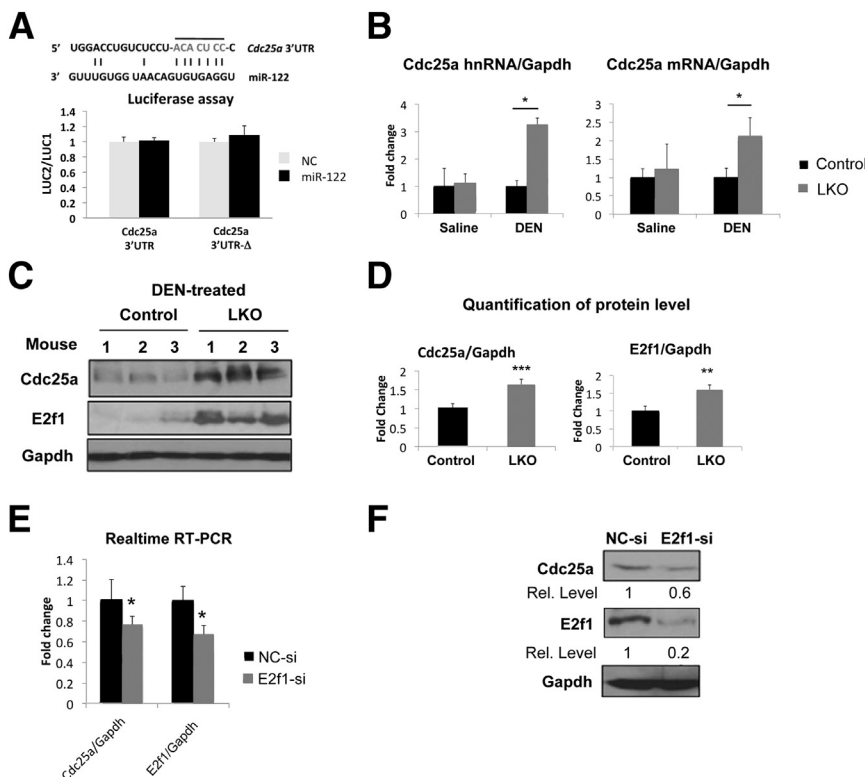 A
5' UGGACCUGUCUCCU-ACA CU CC-C Cdc25a 3'UTR
3' GUUUGUGG UAACAGUGUGAGGU miR-122
Luciferase assay
LUC2/LUC1
1.4
1.2
1
0.8
0.6
0.4
0.2
0
NC
miR-122
Cdc25a 3'UTR
Cdc25a 3'UTR-Δ
B
Cdc25a hnRNA/Gapdh
Fold change
4
3
2
1
0
*
Saline DEN
Cdc25a mRNA/Gapdh
3
2.5
2
1.5
1
0.5
0
*
Saline DEN
Control
LKO
C
DEN-treated
Control LKO
Mouse 1 2 3 1 2 3
Cdc25a
E2f1
Gapdh
D
Quantification of protein level
Cdc25a/Gapdh
Fold Change
2
1.5
1
0.5
0
***
Control LKO
E2f1/Gapdh
Fold Change
2
1.5
1
0.5
0
**
Control LKO
E
Realtime RT-PCR
Fold change
1.4
1.2
1
0.8
0.6
0.4
0.2
0
*
*
Cdc25a/Gapdh
E2f1/Gapdh
NC-si
E2f1-si
F
NC-si E2f1-si
Cdc25a
Rel. Level 1 0.6
E2f1
Rel. Level 1 0.2
Gapdh